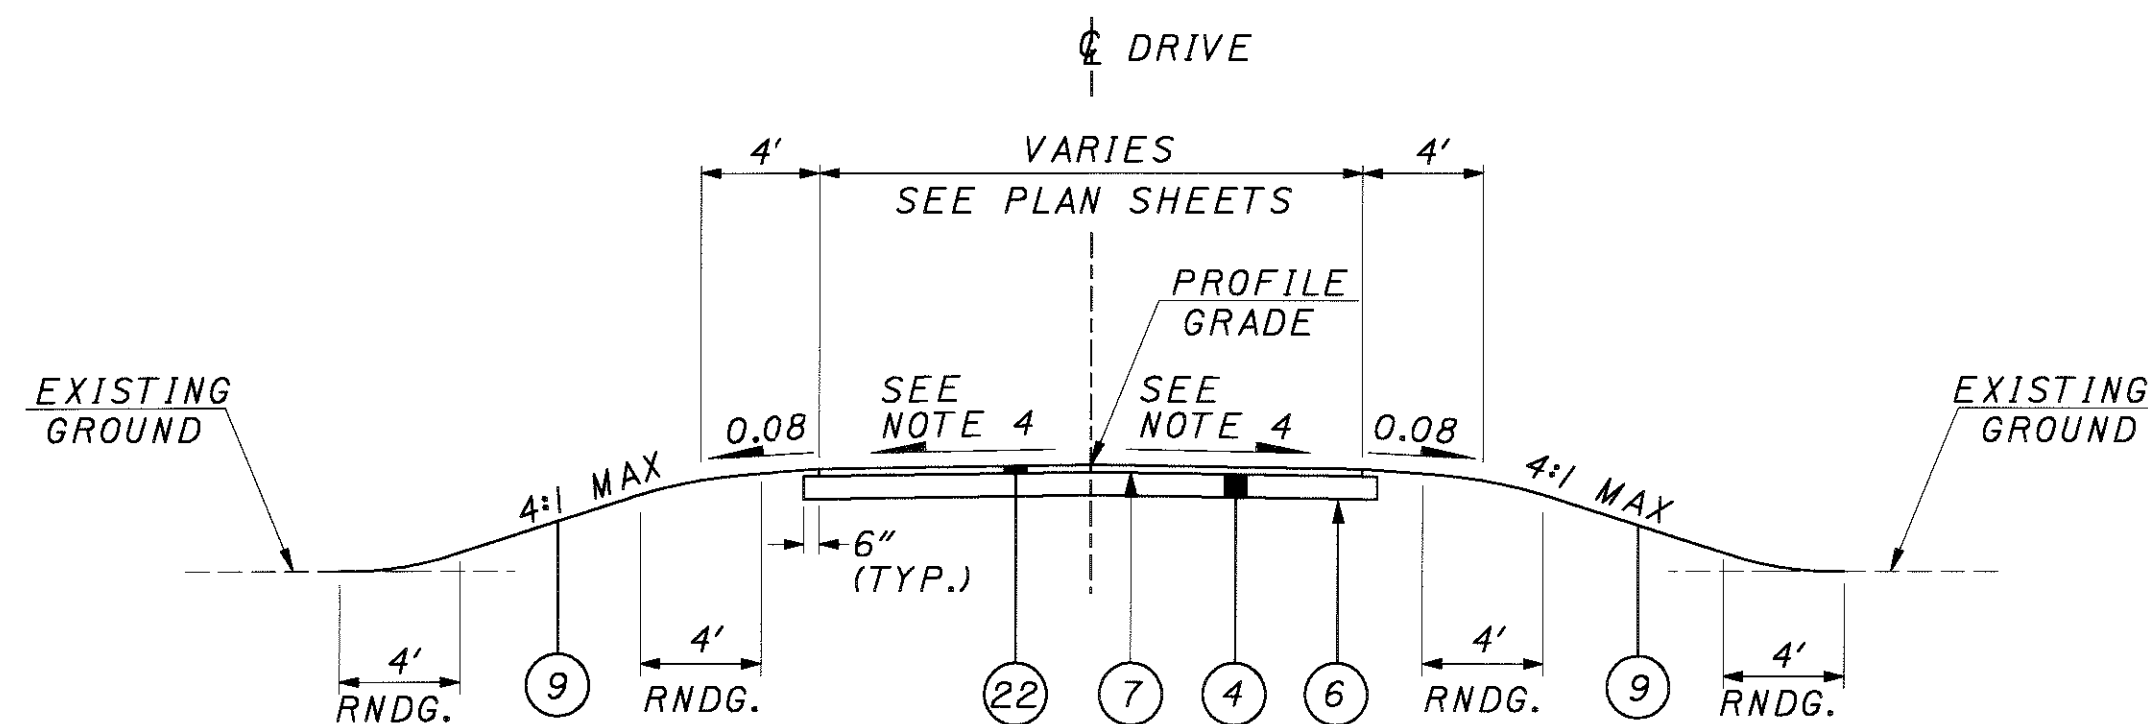 ℄ DRIVE
4'
VARIES
4'
SEE PLAN SHEETS
PROFILE
GRADE
EXISTING
GROUND
0.08
SEE
NOTE 4
SEE
NOTE 4
0.08
EXISTING
GROUND
4:1 MAX
4:1 MAX
6"
(TYP.)
4'
RNDG.
9
4'
RNDG.
22
7
4
6
4'
RNDG.
9
4'
RNDG.